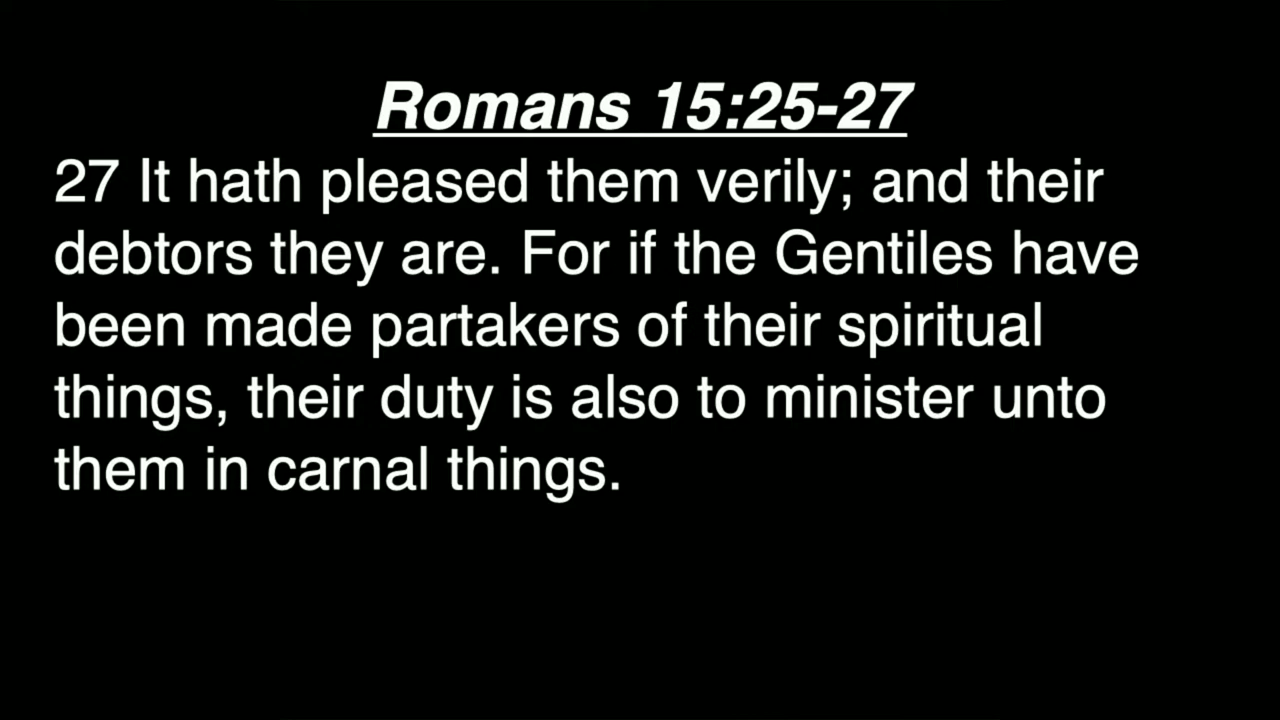 Romans 15:25-27
27 It hath pleased them verily; and their
debtors they are. For if the Gentiles have
been made partakers of their spiritual
things, their duty is also to minister unto
them in carnal things.